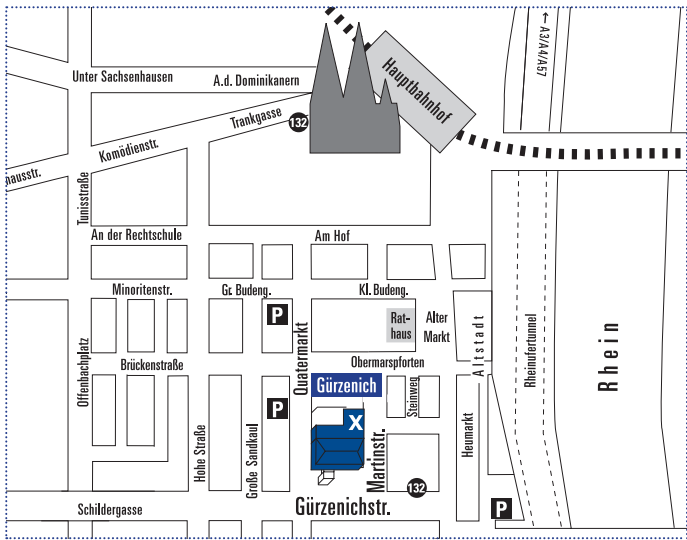 ← A3/A4/A57
Unter Sachsenhausen
A.d. Dominikanern
Hauptbahnhof
Trankgasse
132
Komödienstr.
nausstr.
Tunisstraße
An der Rechtschule
Am Hof
Minoritenstr.
Gr. Budeng.
Kl. Budeng.
P
Rat-
haus
Alter
Markt
Altstadt
Rheinufertunnel
Rhein
Offenbachplatz
Brückenstraße
Quatermarkt
Obermarspforten
Gürzenich
Steinweg
P
X
Hohe Straße
Große Sandkaul
Martinstr.
Heumarkt
132
P
Schildergasse
Gürzenichstr.